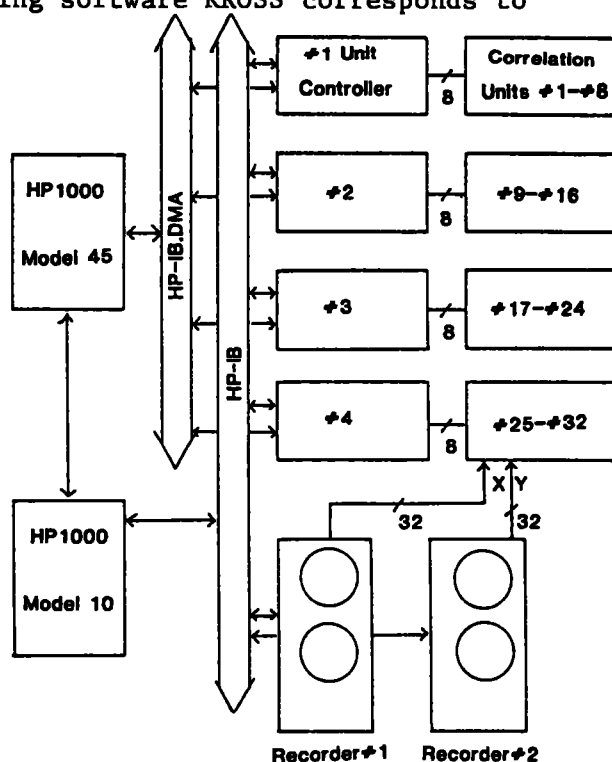 ing software KROSS corresponds to
#1 Unit
Controller
8
Correlation
Units #1-#8
HP1000
Model 45
HP-IB.DMA
HP-IB
#2
8
#9-#16
#3
8
#17-#24
#4
8
#25-#32
X Y
32
32
HP1000
Model 10
Recorder#1
Recorder#2